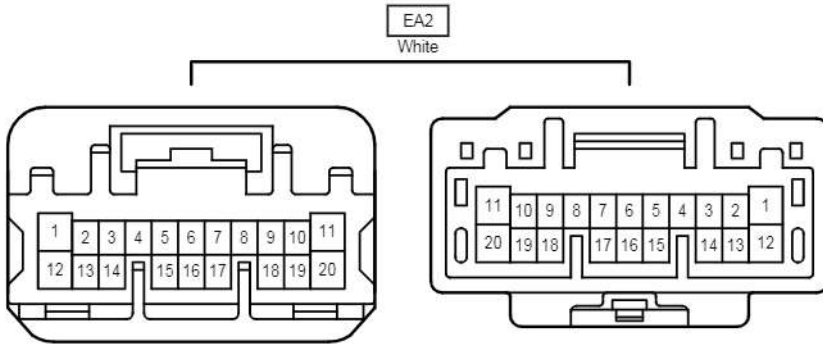 EA2
White
1 2 3 4 5 6 7 8 9 10 11
12 13 14 15 16 17 18 19 20
11 10 9 8 7 6 5 4 3 2 1
20 19 18 17 16 15 14 13 12